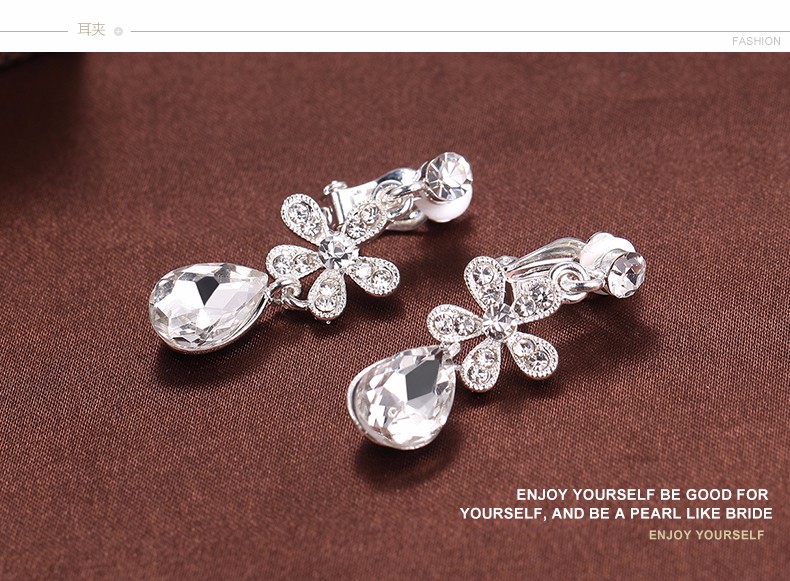 耳夹
FASHION
ENJOY YOURSELF BE GOOD FOR
YOURSELF, AND BE A PEARL LIKE BRIDE
ENJOY YOURSELF